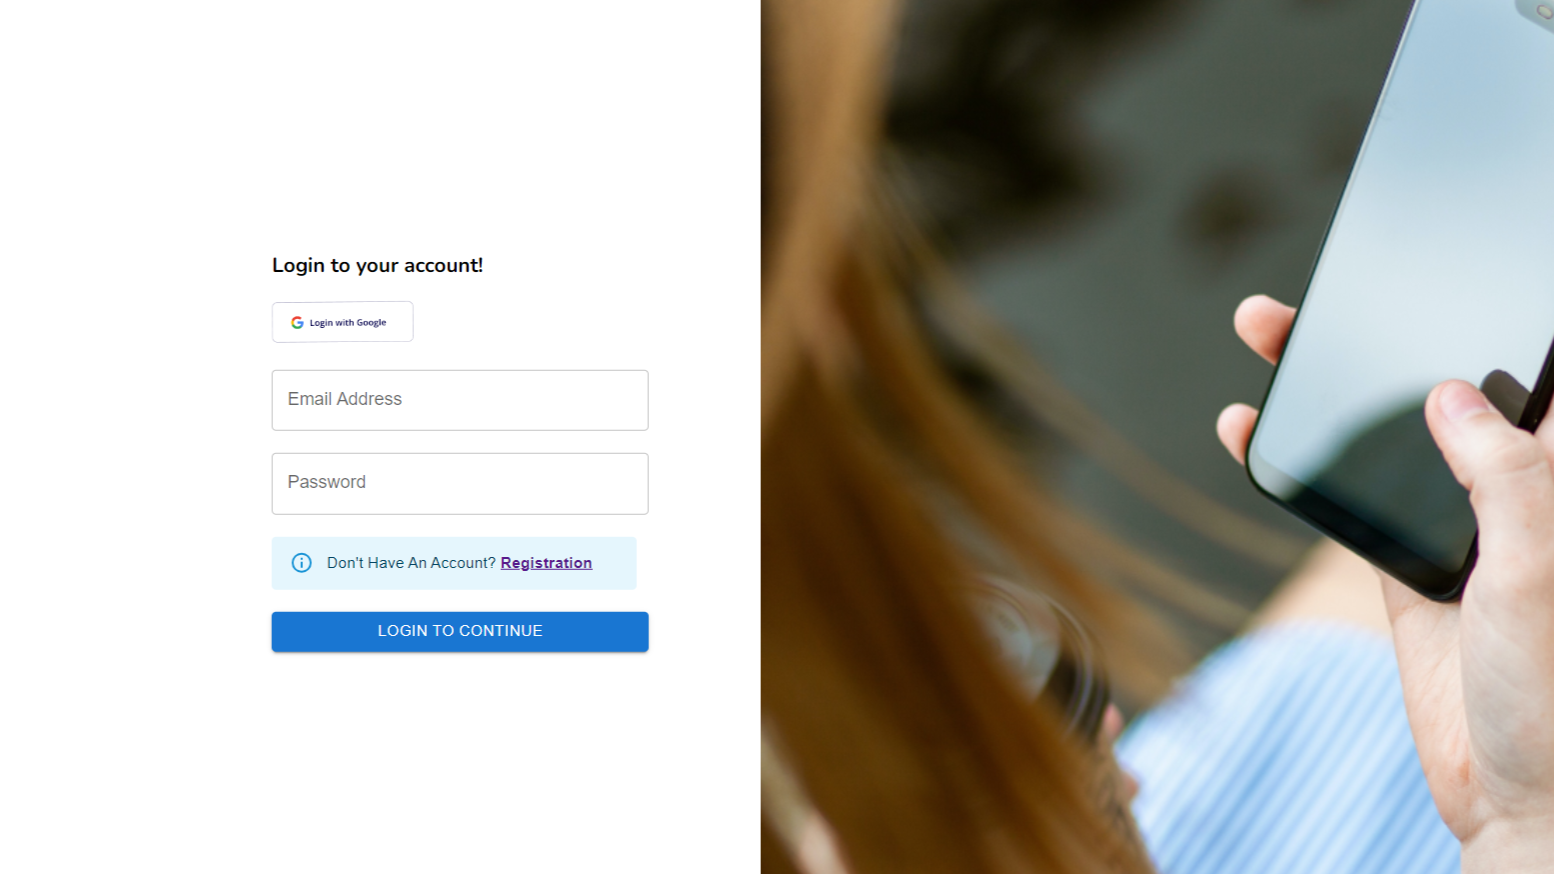 Login to your account!
Login with Google
Email Address
Password
Don't Have An Account? Registration
LOGIN TO CONTINUE